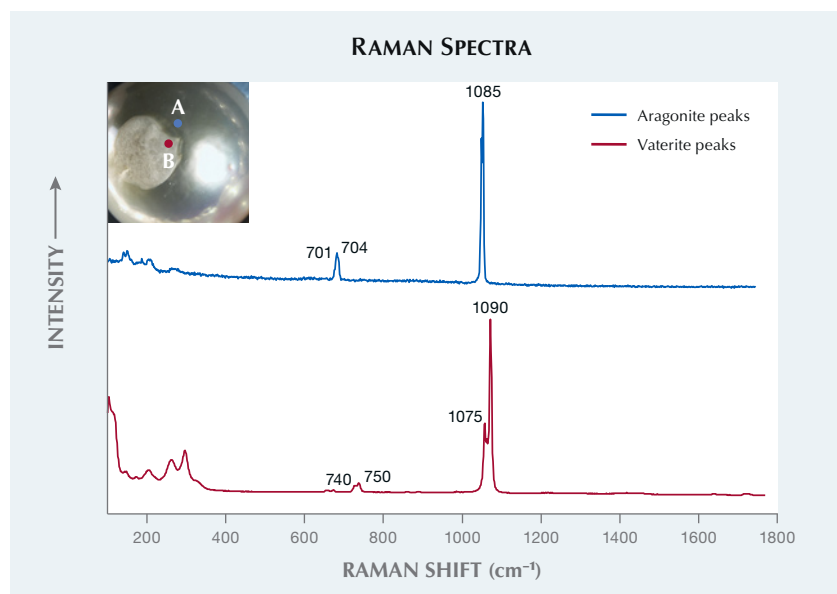 RAMAN SPECTRA
A
B
1085
Aragonite peaks
Vaterite peaks
701 704
1090
1075
740 750
INTENSITY
200 400 600 800 1000 1200 1400 1600 1800
RAMAN SHIFT (cm⁻¹)